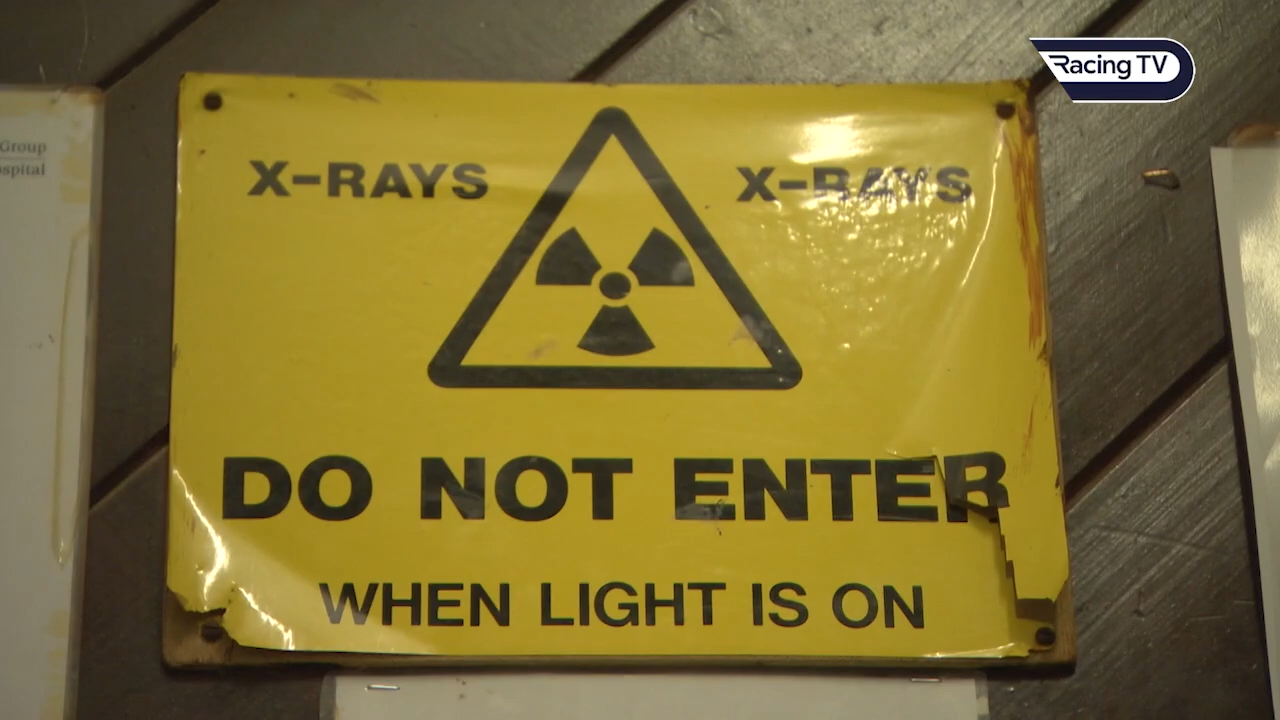 Racing TV
Group
ospital
X-RAYS X-RAYS
DO NOT ENTER
WHEN LIGHT IS ON